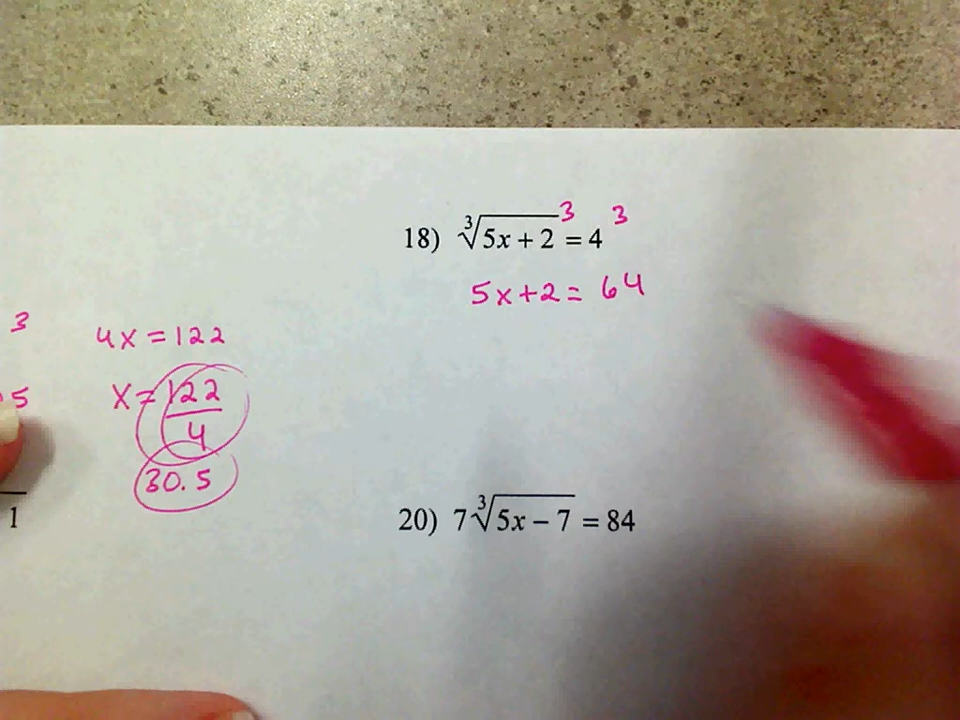 3
5
1
4x = 122
x = 122/4
30.5
18) ∛(5x + 2)³ = 4³
5x + 2 = 64
20) 7∛(5x − 7) = 84